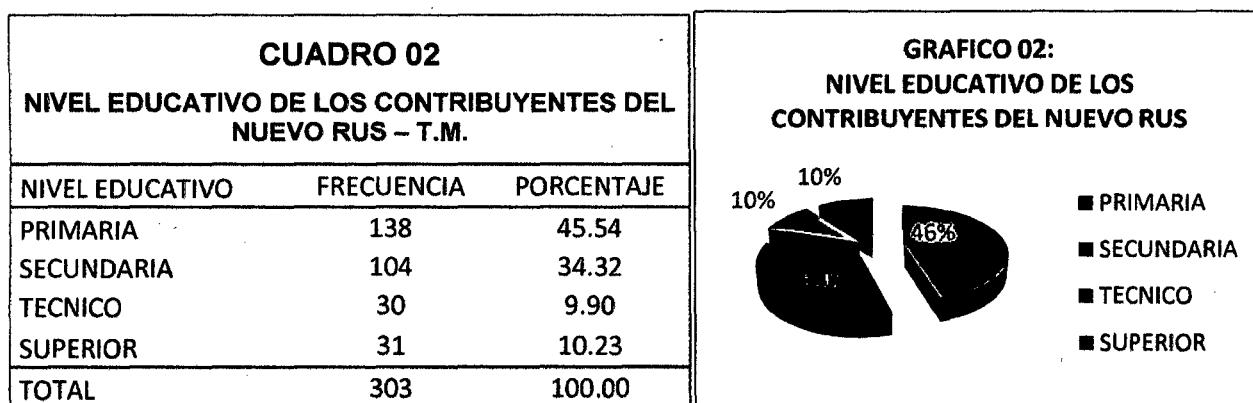 CUADRO 02
NIVEL EDUCATIVO DE LOS CONTRIBUYENTES DEL
NUEVO RUS – T.M.
NIVEL EDUCATIVO FRECUENCIA PORCENTAJE
PRIMARIA 138 45.54
SECUNDARIA 104 34.32
TECNICO 30 9.90
SUPERIOR 31 10.23
TOTAL 303 100.00
GRAFICO 02:
NIVEL EDUCATIVO DE LOS
CONTRIBUYENTES DEL NUEVO RUS
10%
10%
46%
PRIMARIA
SECUNDARIA
TECNICO
SUPERIOR